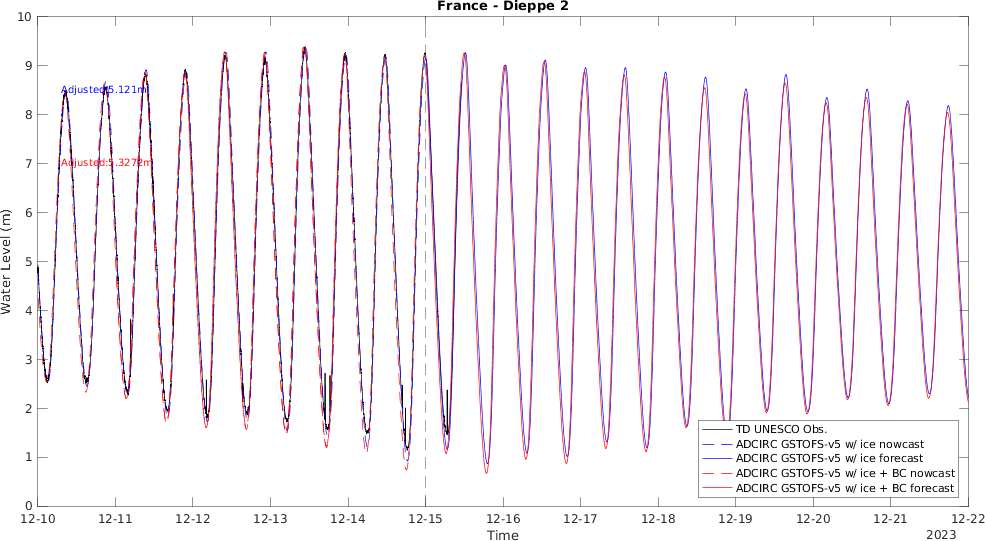 France - Dieppe 2
10
9
8
7
6
5
4
3
2
1
0
Water Level (m)
Adjusted:5.121m
Adjusted:5.3272m
TD UNESCO Obs.
ADCIRC GSTOFS-v5 w/ ice nowcast
ADCIRC GSTOFS-v5 w/ ice forecast
ADCIRC GSTOFS-v5 w/ ice + BC nowcast
ADCIRC GSTOFS-v5 w/ ice + BC forecast
12-10 12-11 12-12 12-13 12-14 12-15 12-16 12-17 12-18 12-19 12-20 12-21 12-22
Time
2023